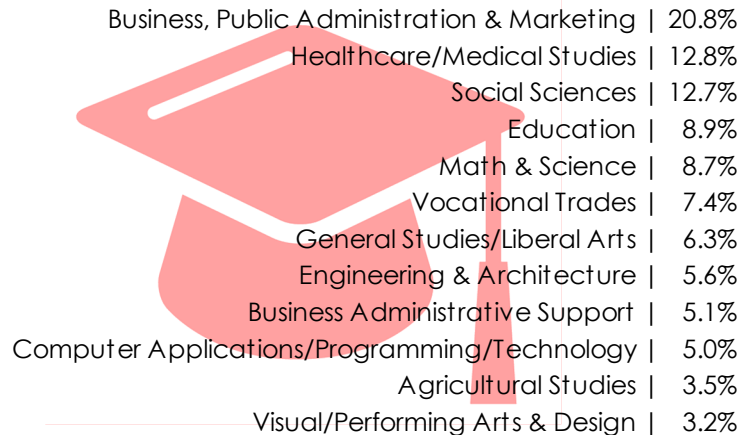 Business, Public Administration & Marketing | 20.8%
Healthcare/Medical Studies | 12.8%
Social Sciences | 12.7%
Education | 8.9%
Math & Science | 8.7%
Vocational Trades | 7.4%
General Studies/Liberal Arts | 6.3%
Engineering & Architecture | 5.6%
Business Administrative Support | 5.1%
Computer Applications/Programming/Technology | 5.0%
Agricultural Studies | 3.5%
Visual/Performing Arts & Design | 3.2%